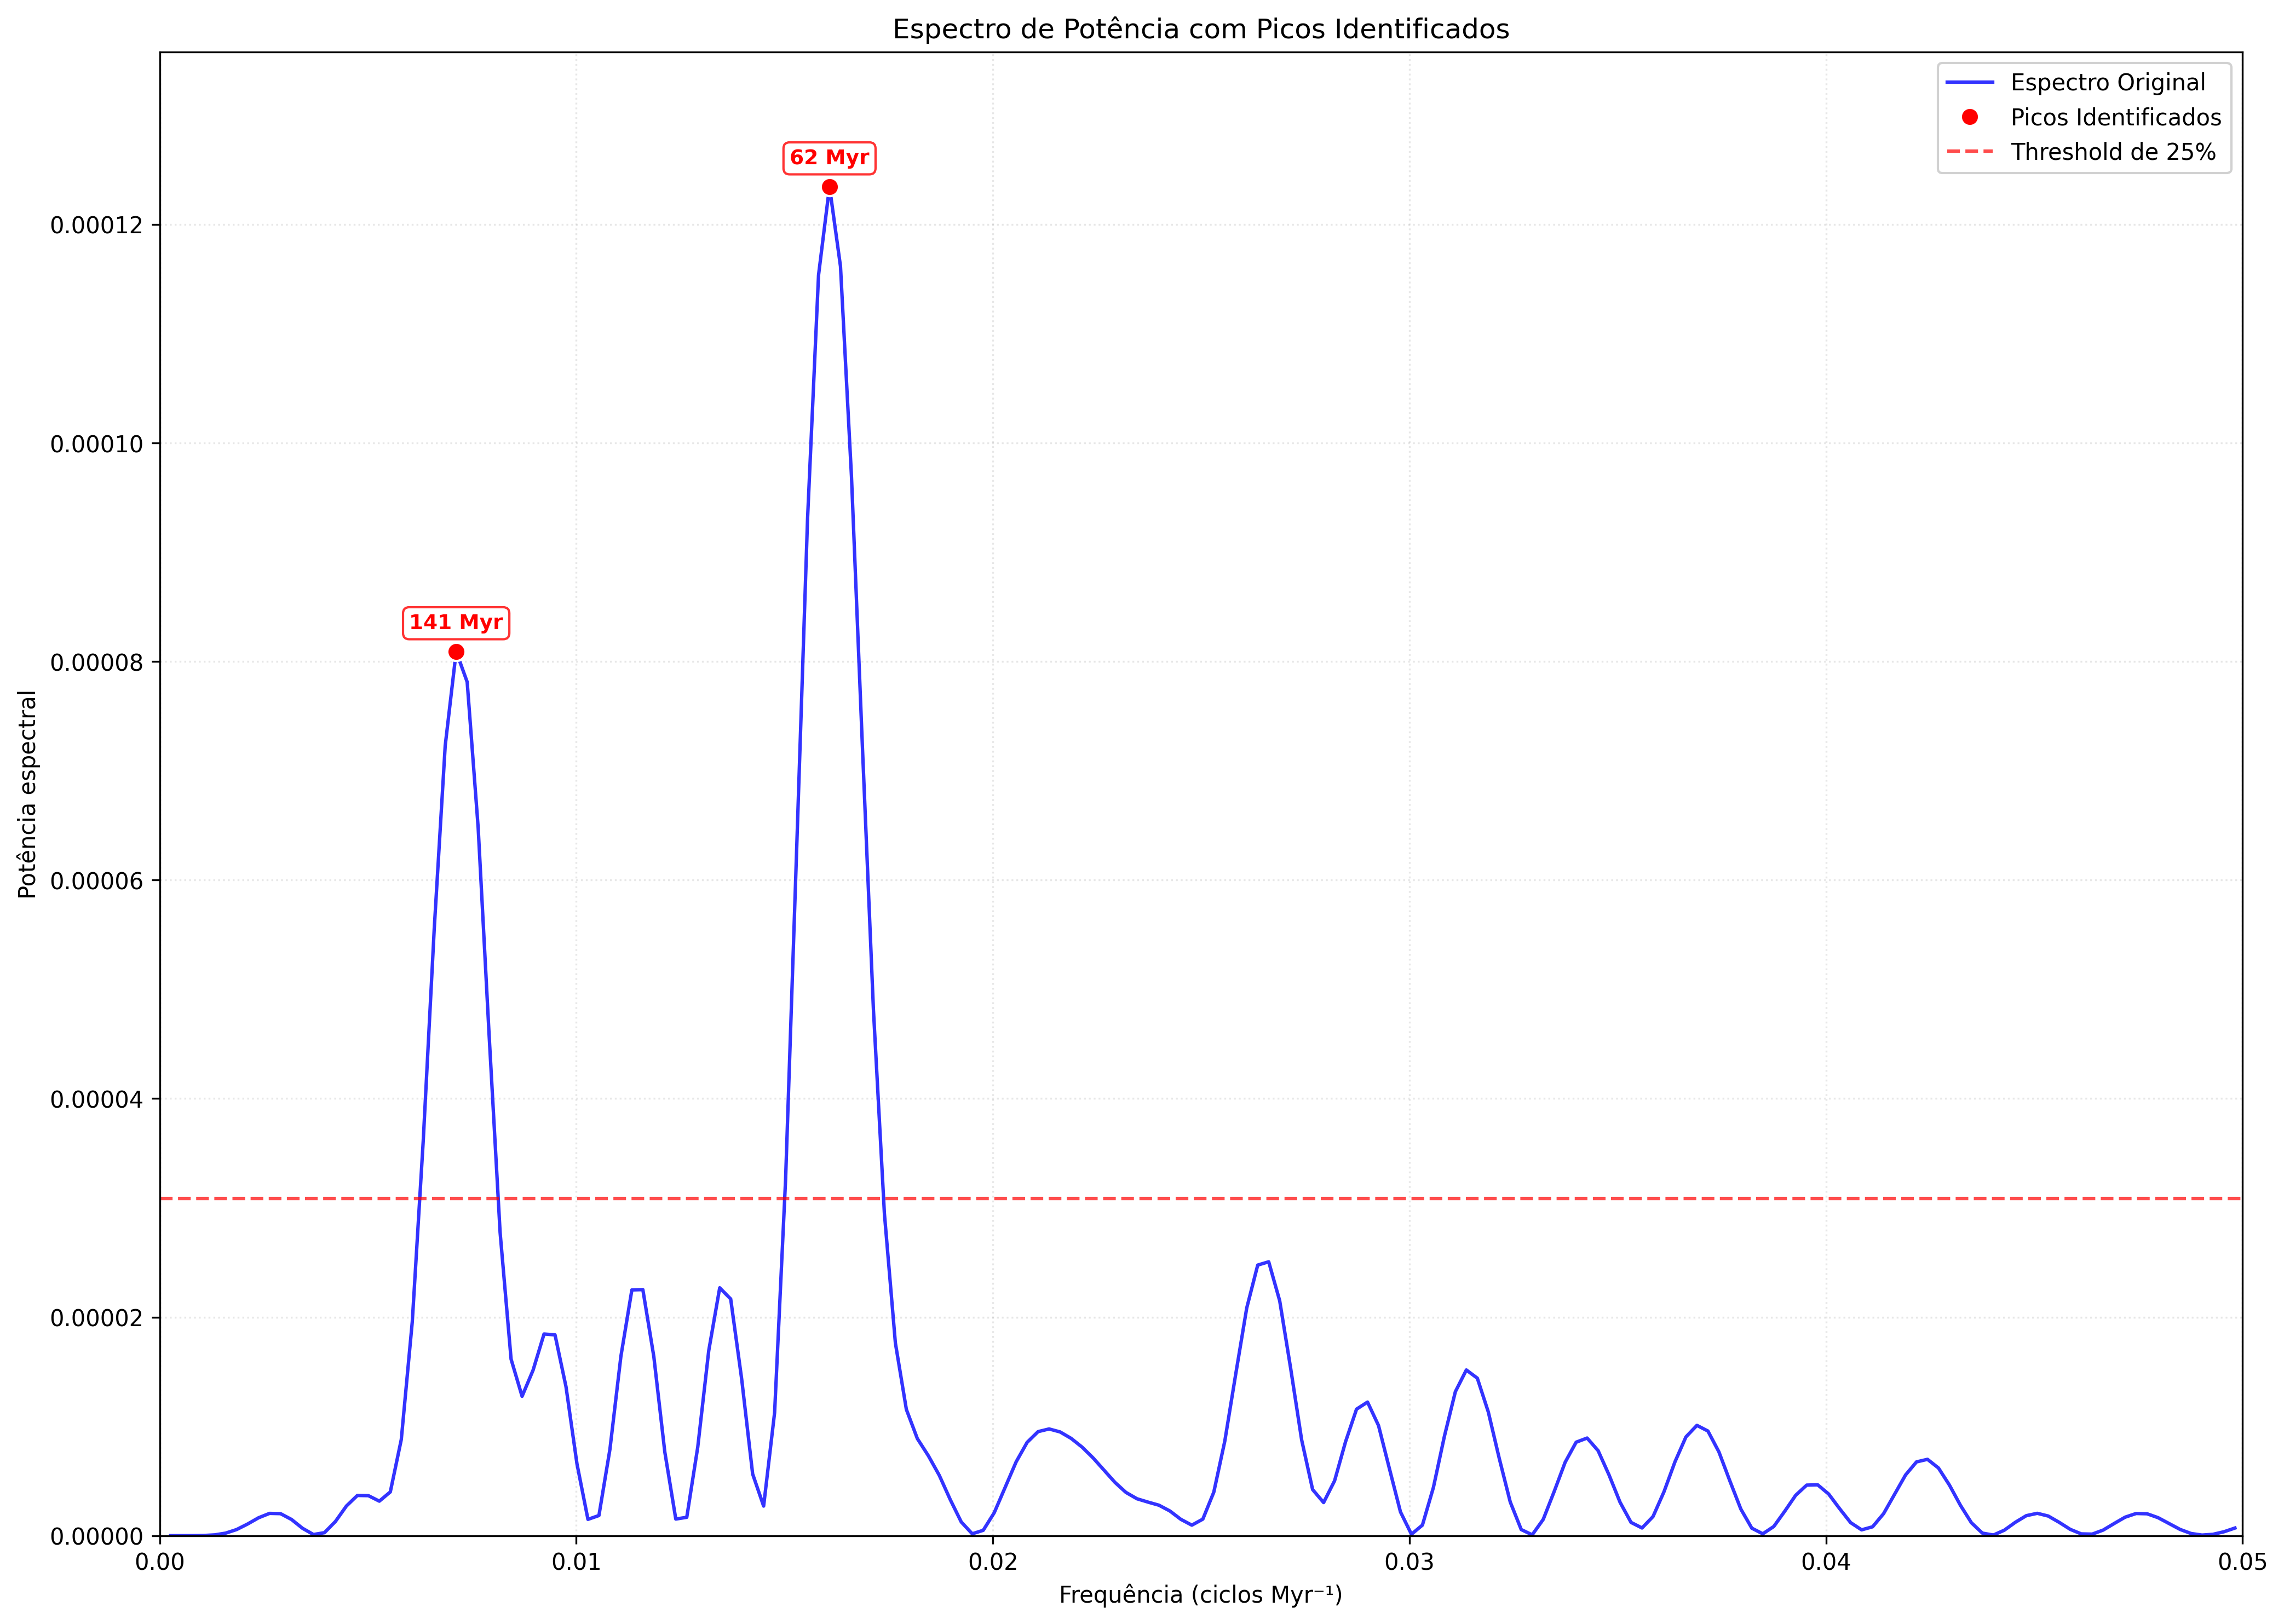 Espectro de Potência com Picos Identificados
Espectro Original
Picos Identificados
Threshold de 25%
62 Myr
141 Myr
Potência espectral
0.00012
0.00010
0.00008
0.00006
0.00004
0.00002
0.00000
0.00
0.01
0.02
0.03
0.04
0.05
Frequência (ciclos Myr⁻¹)